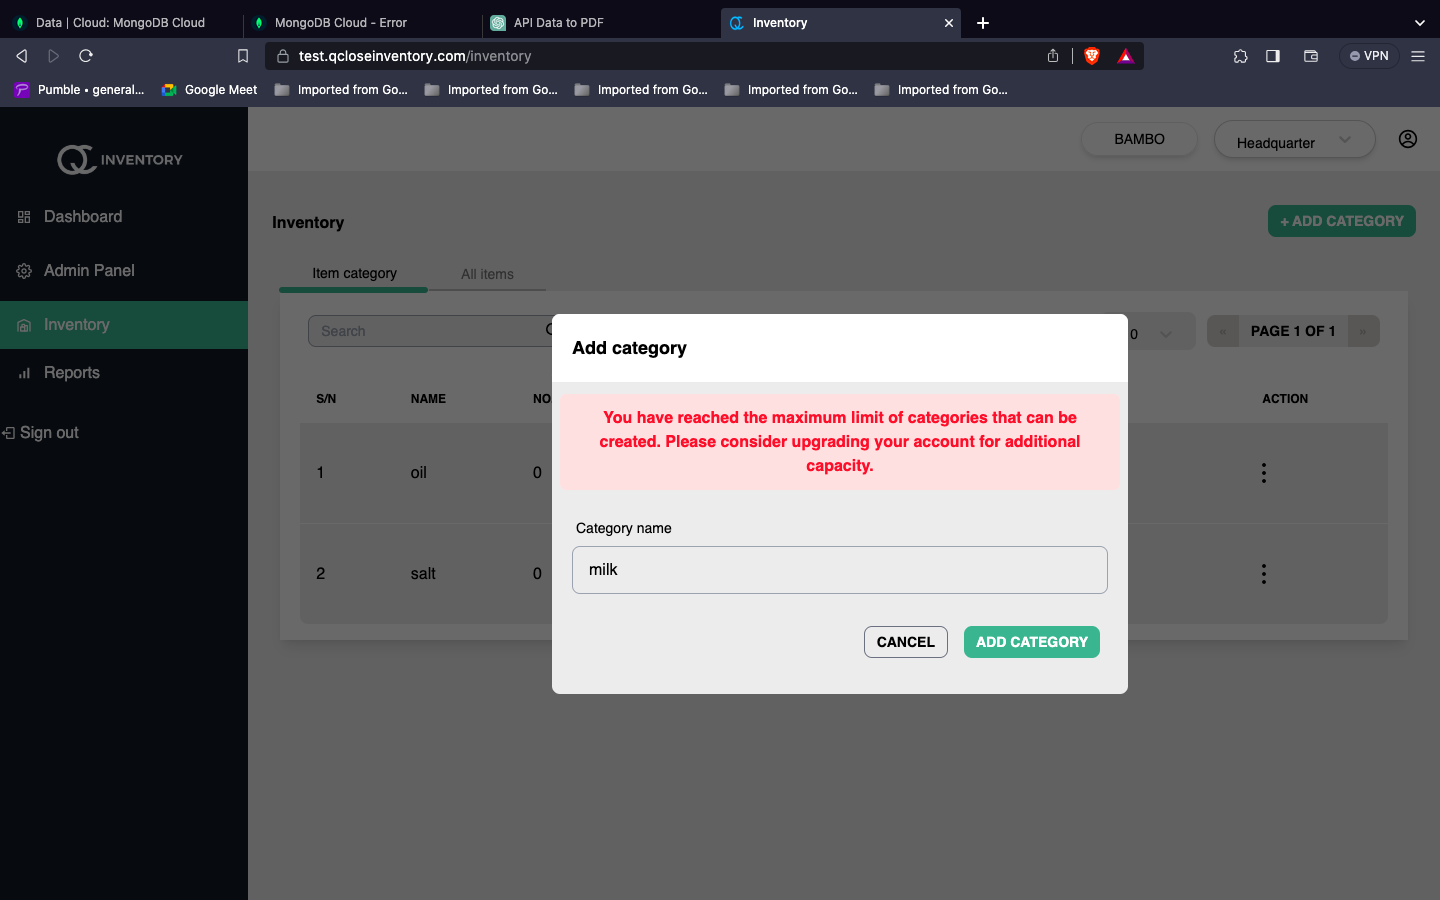 Data | Cloud: MongoDB Cloud
MongoDB Cloud - Error
API Data to PDF
Inventory
test.qcloseinventory.com/inventory
VPN
Pumble • general...
Google Meet
Imported from Go...
Imported from Go...
Imported from Go...
Imported from Go...
Imported from Go...
QC INVENTORY
BAMBO
Headquarter
Dashboard
Admin Panel
Inventory
Reports
Sign out
Inventory
+ ADD CATEGORY
Item category
All items
Search
0
« PAGE 1 OF 1 »
S/N NAME NO. ACTION
1 oil 0
2 salt 0
Add category
You have reached the maximum limit of categories that can be
created. Please consider upgrading your account for additional
capacity.
Category name
milk
CANCEL
ADD CATEGORY